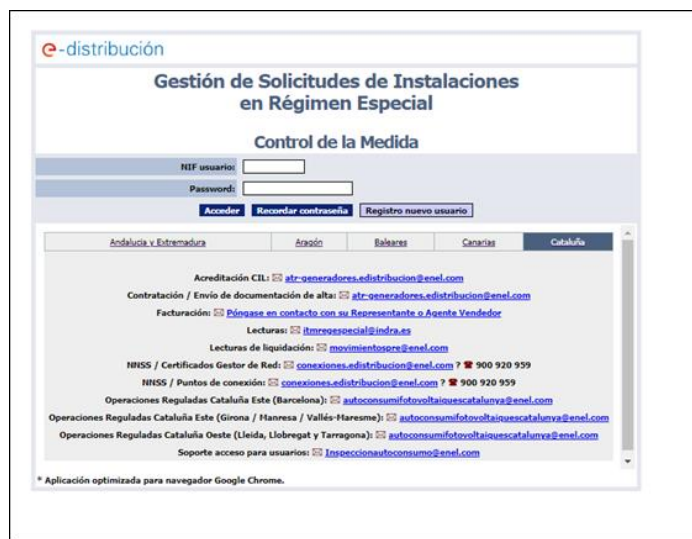 e-distribución
Gestión de Solicitudes de Instalaciones
en Régimen Especial
Control de la Medida
NIF usuario:
Password:
Acceder Recordar contraseña Registro nuevo usuario
Andalucia y Extremadura Aragón Baleares Canarias Cataluña
Acreditación CIL: atr-generadores.edistribucion@enel.com
Contratación / Envío de documentación de alta: atr-generadores.edistribucion@enel.com
Facturación: Póngase en contacto con su Representante o Agente Vendedor
Lecturas: itmregespecial@indra.es
Lecturas de liquidación: movimientospre@enel.com
NNSS / Certificados Gestor de Red: conexiones.edistribucion@enel.com ? ☎ 900 920 959
NNSS / Puntos de conexión: conexiones.edistribucion@enel.com ? ☎ 900 920 959
Operaciones Reguladas Cataluña Este (Barcelona): autoconsumifotovoltaiquescatalunya@enel.com
Operaciones Reguladas Cataluña Este (Girona / Manresa / Vallés-Maresme): autoconsumifotovoltaiquescatalunya@enel.com
Operaciones Reguladas Cataluña Oeste (Lleida, Llobregat y Tarragona): autoconsumifotovoltaiquescatalunya@enel.com
Soporte acceso para usuarios: Inspeccionautoconsumo@enel.com
* Aplicación optimizada para navegador Google Chrome.